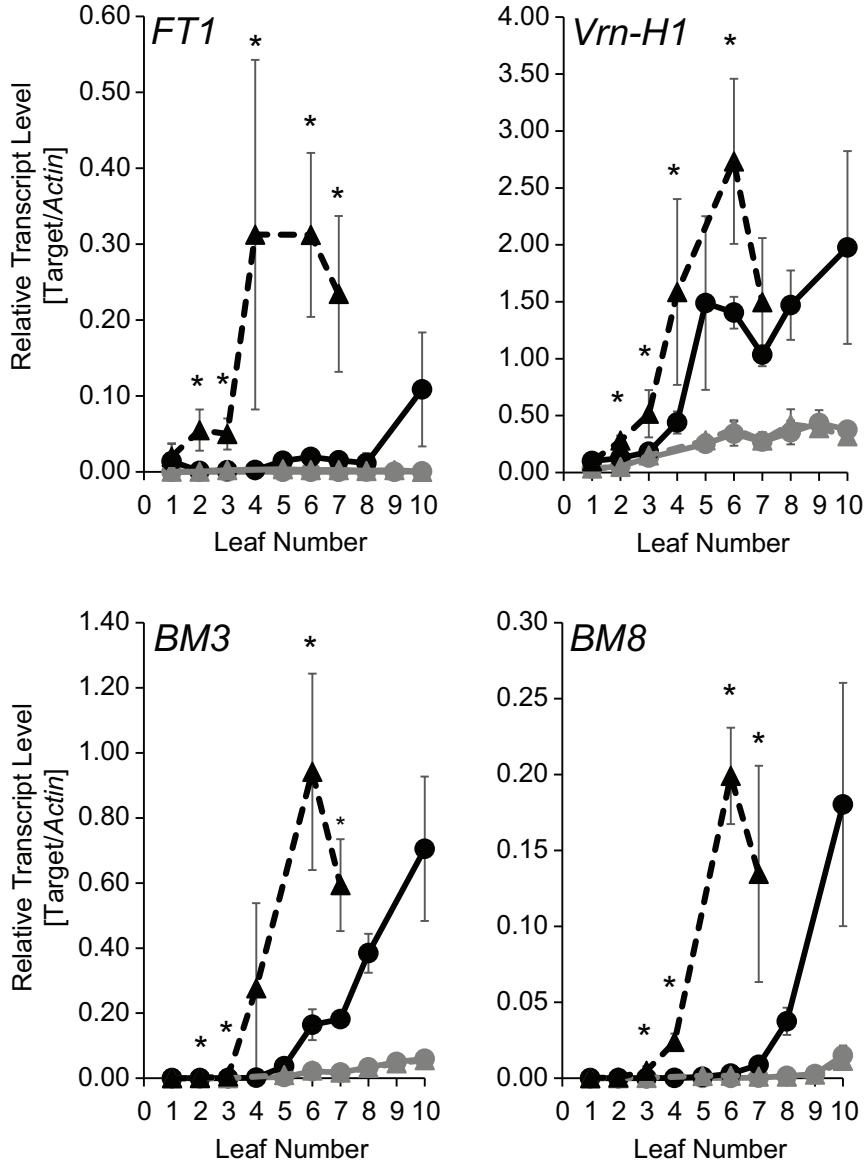 FT1
Relative Transcript Level
[Target/Actin]
0.60
0.50
0.40
0.30
0.20
0.10
0.00
* * * * *
0 1 2 3 4 5 6 7 8 9 10
Leaf Number
Vrn-H1
4.00
3.50
3.00
2.50
2.00
1.50
1.00
0.50
0.00
* * * *
0 1 2 3 4 5 6 7 8 9 10
Leaf Number
BM3
Relative Transcript Level
[Target/Actin]
1.40
1.20
1.00
0.80
0.60
0.40
0.20
0.00
* * * *
0 1 2 3 4 5 6 7 8 9 10
Leaf Number
BM8
0.30
0.25
0.20
0.15
0.10
0.05
0.00
* * * *
0 1 2 3 4 5 6 7 8 9 10
Leaf Number